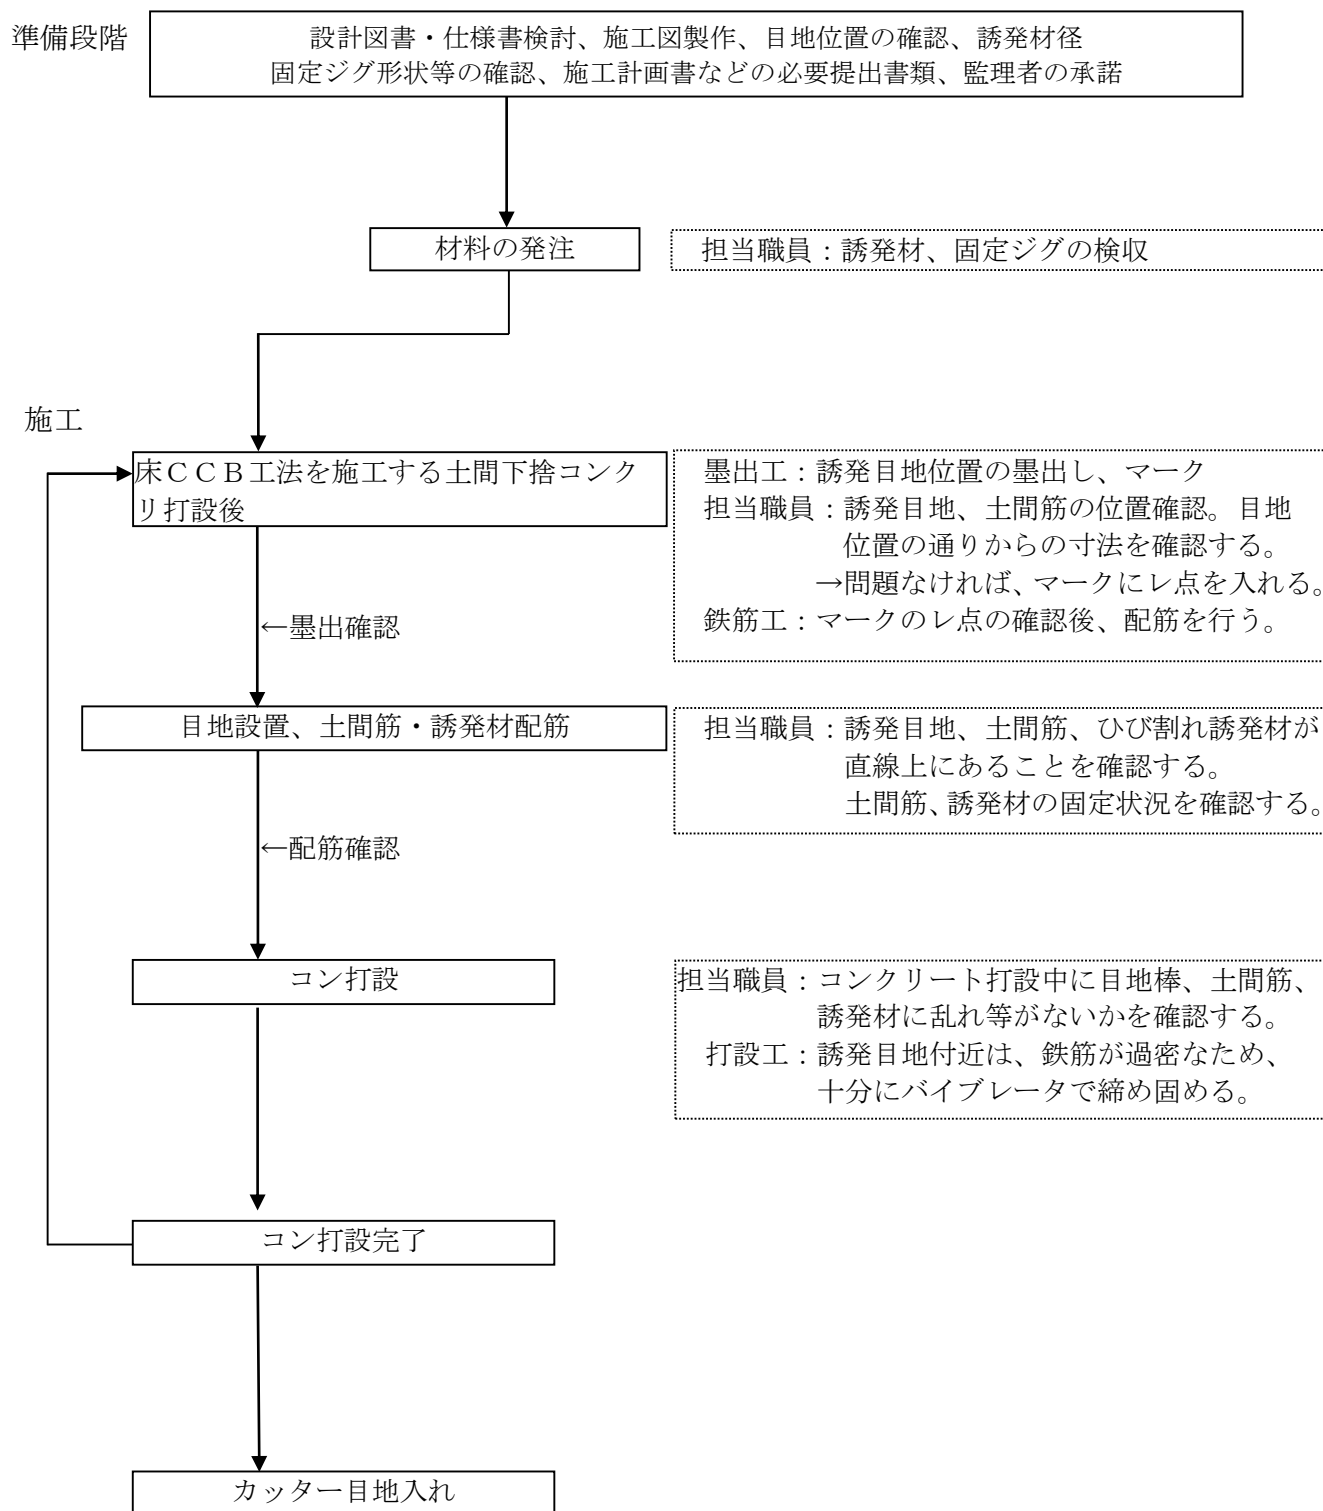 準備段階
設計図書・仕様書検討、施工図製作、目地位置の確認、誘発材径
固定ジグ形状等の確認、施工計画書などの必要提出書類、監理者の承諾
材料の発注
担当職員：誘発材、固定ジグの検収
施工
床ＣＣＢ工法を施工する土間下捨コンク
リ打設後
墨出工：誘発目地位置の墨出し、マーク
担当職員：誘発目地、土間筋の位置確認。目地
位置の通りからの寸法を確認する。
→問題なければ、マークにレ点を入れる。
鉄筋工：マークのレ点の確認後、配筋を行う。
←墨出確認
目地設置、土間筋・誘発材配筋
担当職員：誘発目地、土間筋、ひび割れ誘発材が
直線上にあることを確認する。
土間筋、誘発材の固定状況を確認する。
←配筋確認
コン打設
担当職員：コンクリート打設中に目地棒、土間筋、
誘発材に乱れ等がないかを確認する。
打設工：誘発目地付近は、鉄筋が過密なため、
十分にバイブレータで締め固める。
コン打設完了
カッター目地入れ